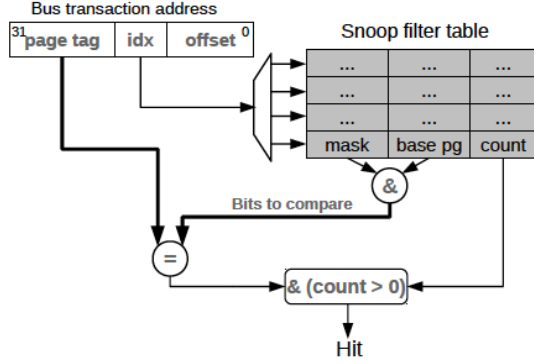 Bus transaction address
31 page tag idx offset 0
Snoop filter table
... ... ...
... ... ...
... ... ...
mask base pg count
&
Bits to compare
=
& (count > 0)
Hit